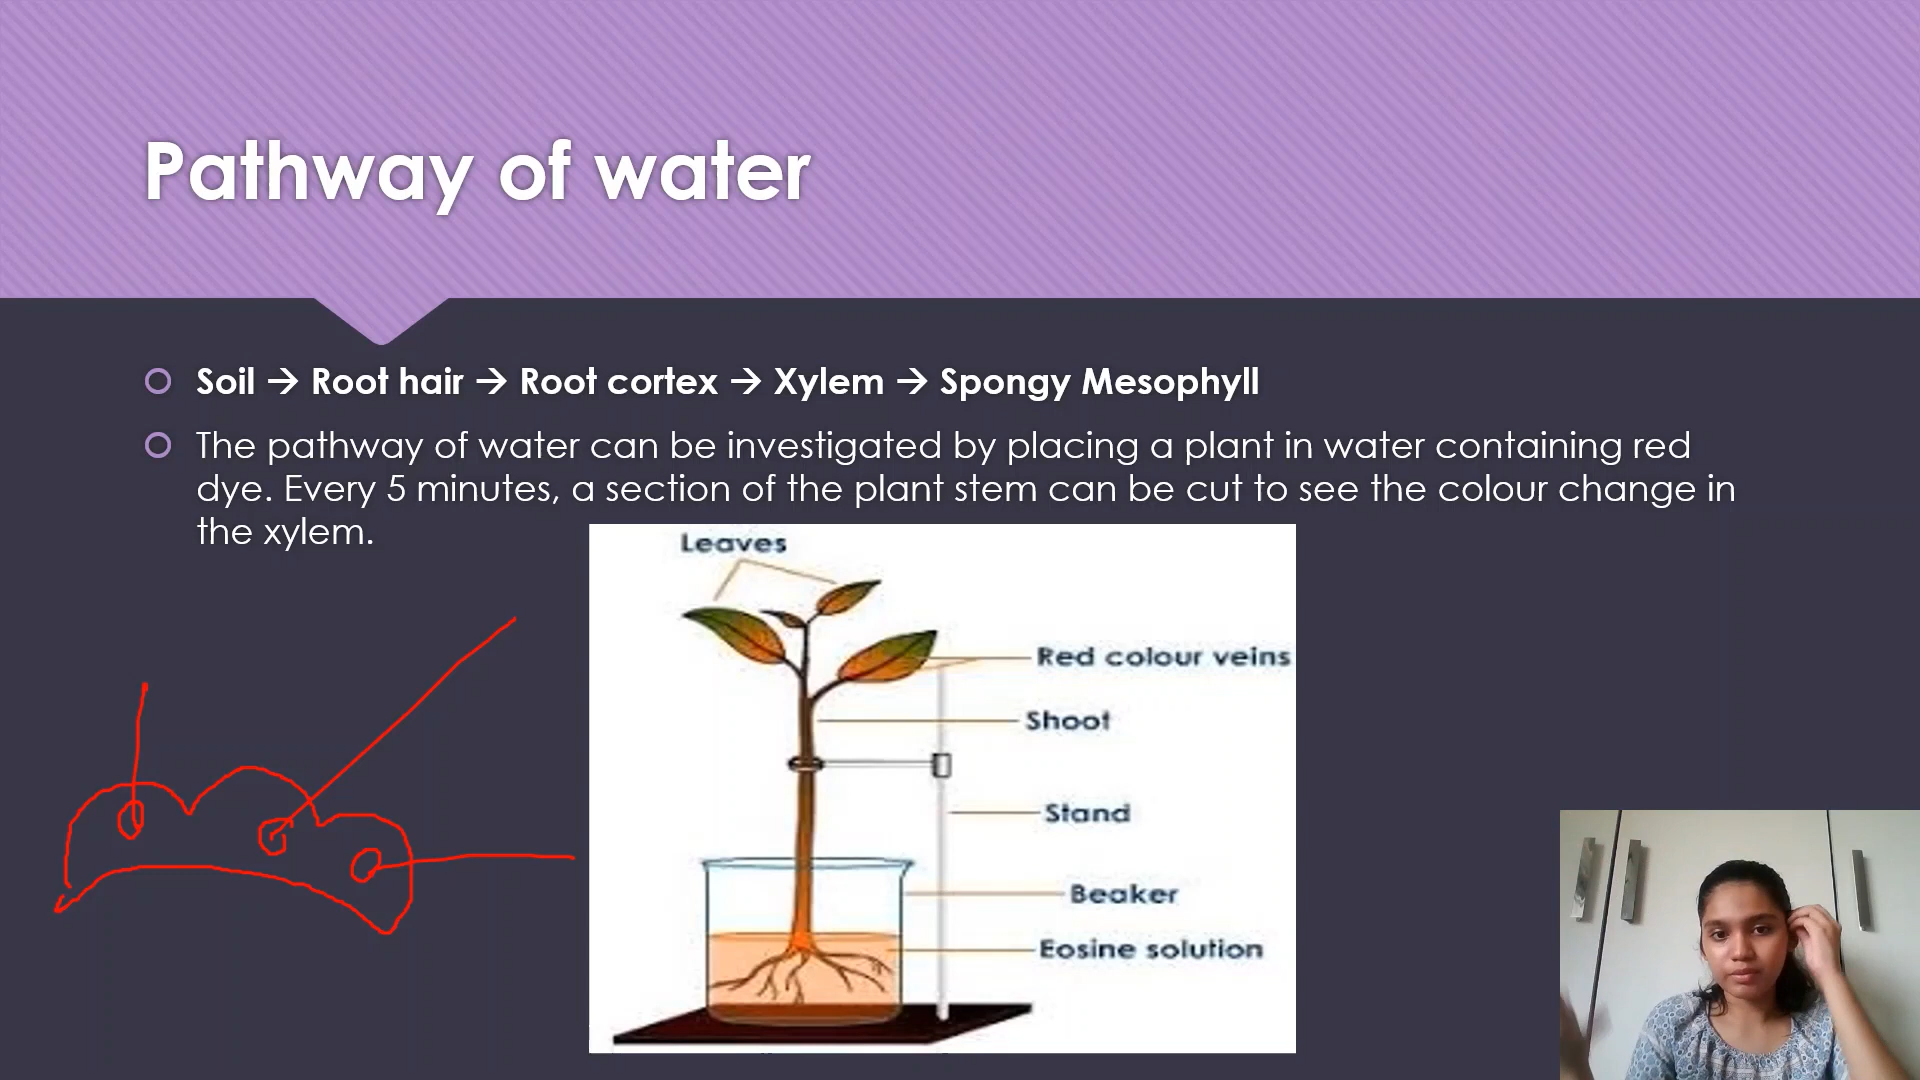 Pathway of water
Soil → Root hair → Root cortex → Xylem → Spongy Mesophyll
The pathway of water can be investigated by placing a plant in water containing red
dye. Every 5 minutes, a section of the plant stem can be cut to see the colour change in
the xylem.
Leaves
Red colour veins
Shoot
Stand
Beaker
Eosine solution